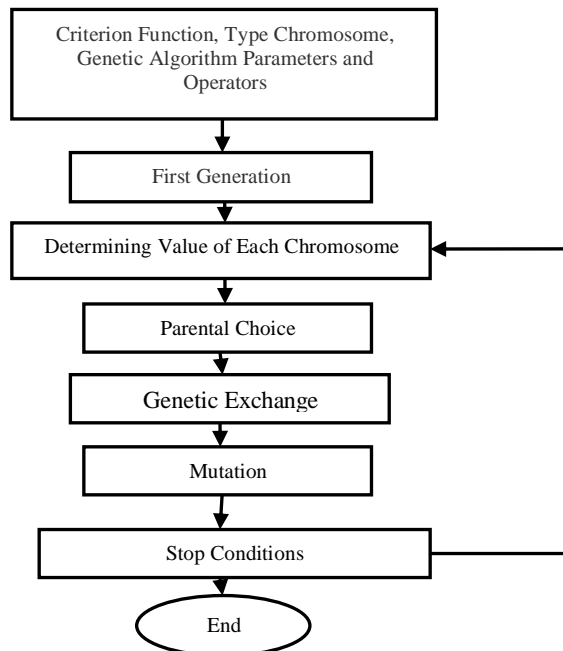 Criterion Function, Type Chromosome,
Genetic Algorithm Parameters and
Operators
First Generation
Determining Value of Each Chromosome
Parental Choice
Genetic Exchange
Mutation
Stop Conditions
End